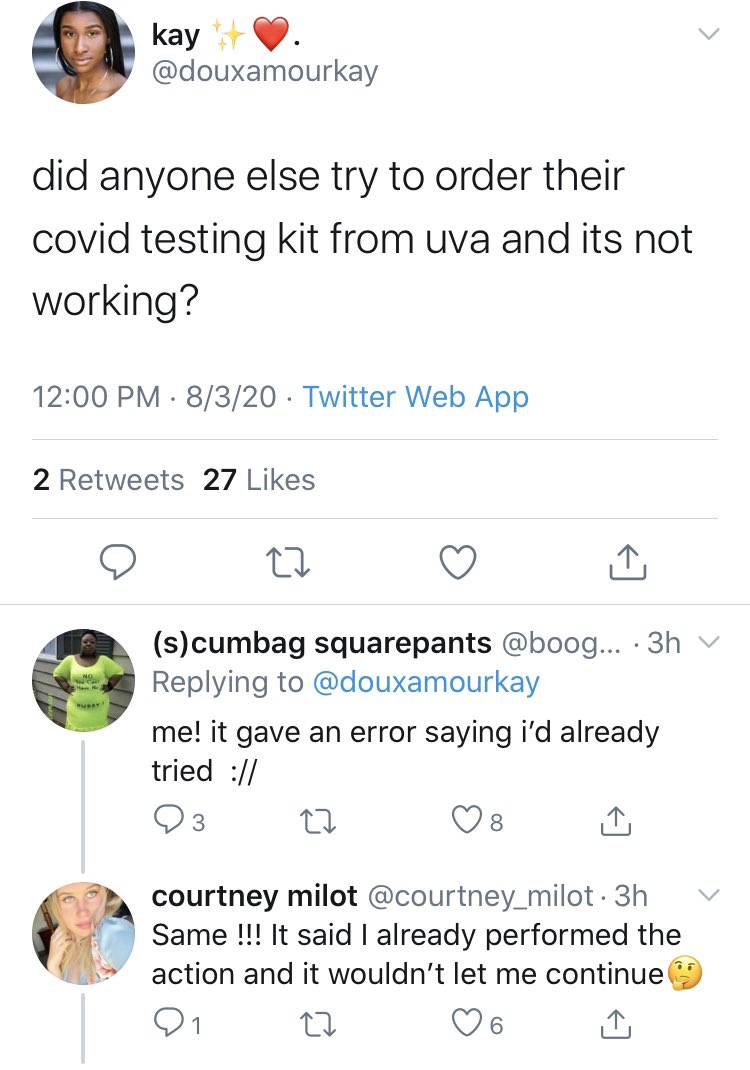 kay ✨❤️.
@douxamourkay
did anyone else try to order their
covid testing kit from uva and its not
working?
12:00 PM · 8/3/20 · Twitter Web App
2 Retweets 27 Likes
(s)cumbag squarepants @boog... · 3h
Replying to @douxamourkay
me! it gave an error saying i’d already
tried ://
3 8
courtney milot @courtney_milot · 3h
Same !!! It said I already performed the
action and it wouldn’t let me continue🤔
1 6